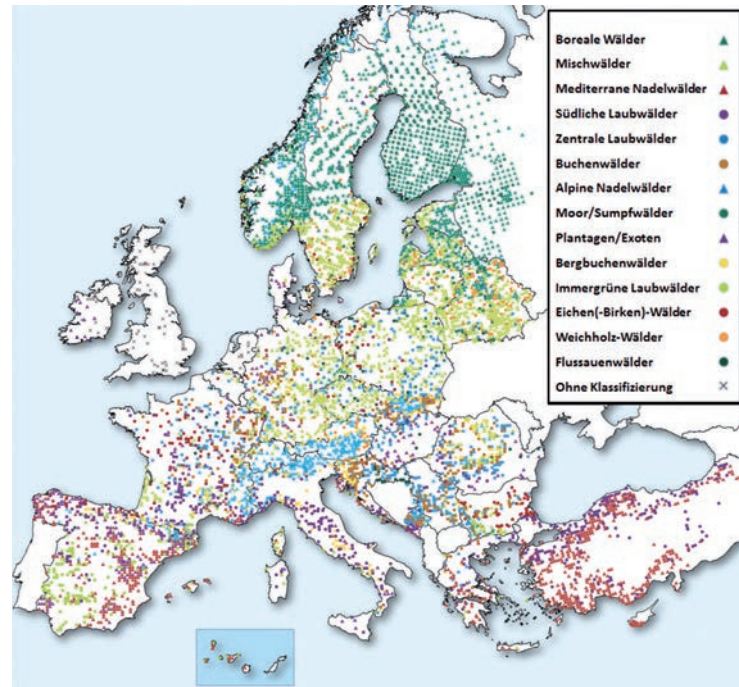 Boreale Wälder
Mischwälder
Mediterrane Nadelwälder
Südliche Laubwälder
Zentrale Laubwälder
Buchenwälder
Alpine Nadelwälder
Moor/Sumpfwälder
Plantagen/Exoten
Bergbuchenwälder
Immergrüne Laubwälder
Eichen(-Birken)-Wälder
Weichholz-Wälder
Flussauenwälder
Ohne Klassifizierung